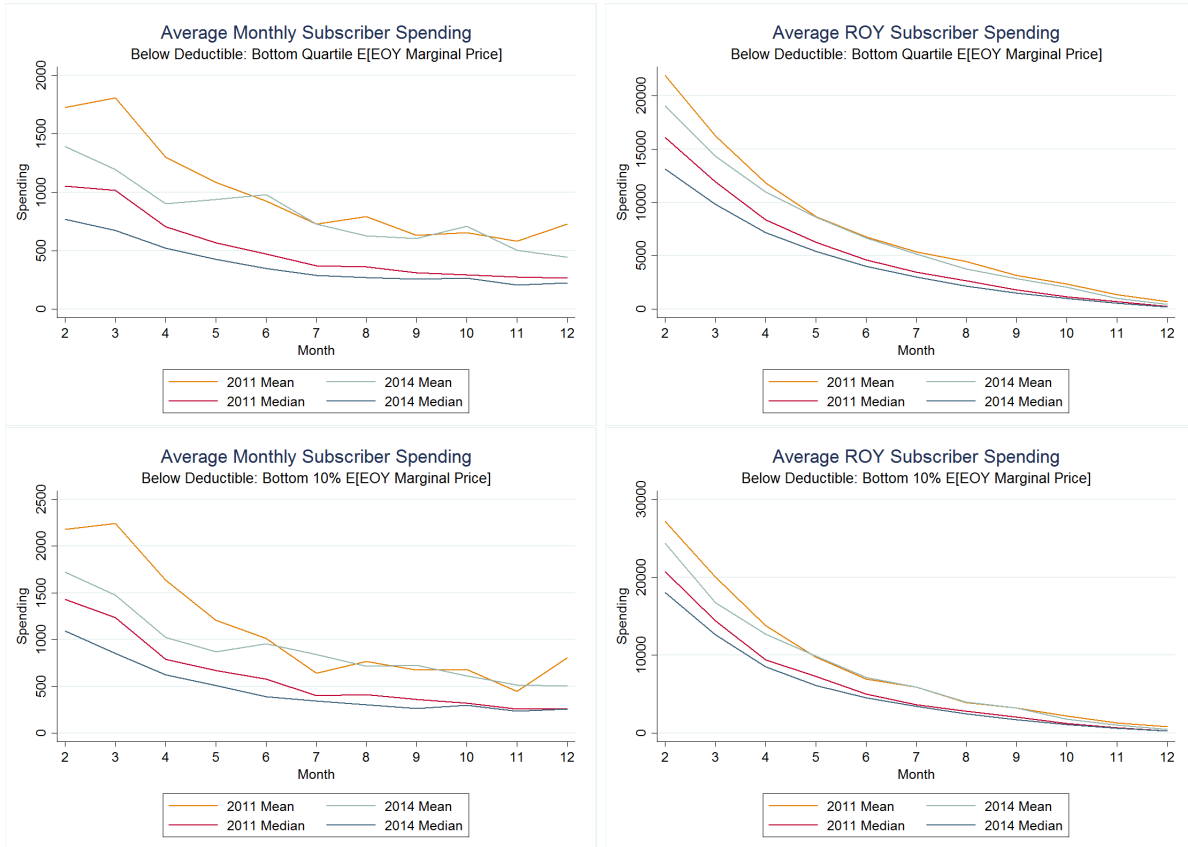 Average Monthly Subscriber Spending
Below Deductible: Bottom Quartile E[EOY Marginal Price]
Spending
2000
1500
1000
500
0
2 3 4 5 6 7 8 9 10 11 12
Month
2011 Mean 2014 Mean
2011 Median 2014 Median
Average ROY Subscriber Spending
Below Deductible: Bottom Quartile E[EOY Marginal Price]
Spending
20000
15000
10000
5000
0
2 3 4 5 6 7 8 9 10 11 12
Month
2011 Mean 2014 Mean
2011 Median 2014 Median
Average Monthly Subscriber Spending
Below Deductible: Bottom 10% E[EOY Marginal Price]
Spending
2500
2000
1500
1000
500
0
2 3 4 5 6 7 8 9 10 11 12
Month
2011 Mean 2014 Mean
2011 Median 2014 Median
Average ROY Subscriber Spending
Below Deductible: Bottom 10% E[EOY Marginal Price]
Spending
30000
20000
10000
0
2 3 4 5 6 7 8 9 10 11 12
Month
2011 Mean 2014 Mean
2011 Median 2014 Median